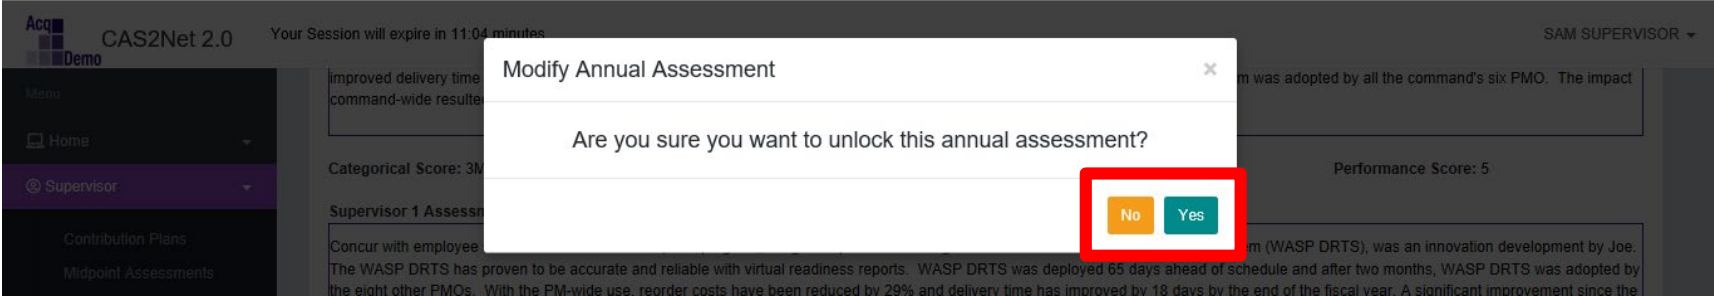 Acq
Demo
CAS2Net 2.0
Your Session will expire in 11:04 minutes
SAM SUPERVISOR
Menu
Home
Supervisor
Contribution Plans
Midpoint Assessments
improved delivery time
m was adopted by all the command's six PMO. The impact
command-wide resulte
Modify Annual Assessment
×
Are you sure you want to unlock this annual assessment?
No
Yes
Categorical Score: 3M
Performance Score: 5
Supervisor 1 Assessm
Concur with employee
em (WASP DRTS), was an innovation development by Joe.
The WASP DRTS has proven to be accurate and reliable with virtual readiness reports. WASP DRTS was deployed 65 days ahead of schedule and after two months, WASP DRTS was adopted by
the eight other PMOs. With the PM-wide use, reorder costs have been reduced by 29% and delivery time has improved by 18 days by the end of the fiscal year. A significant improvement since the